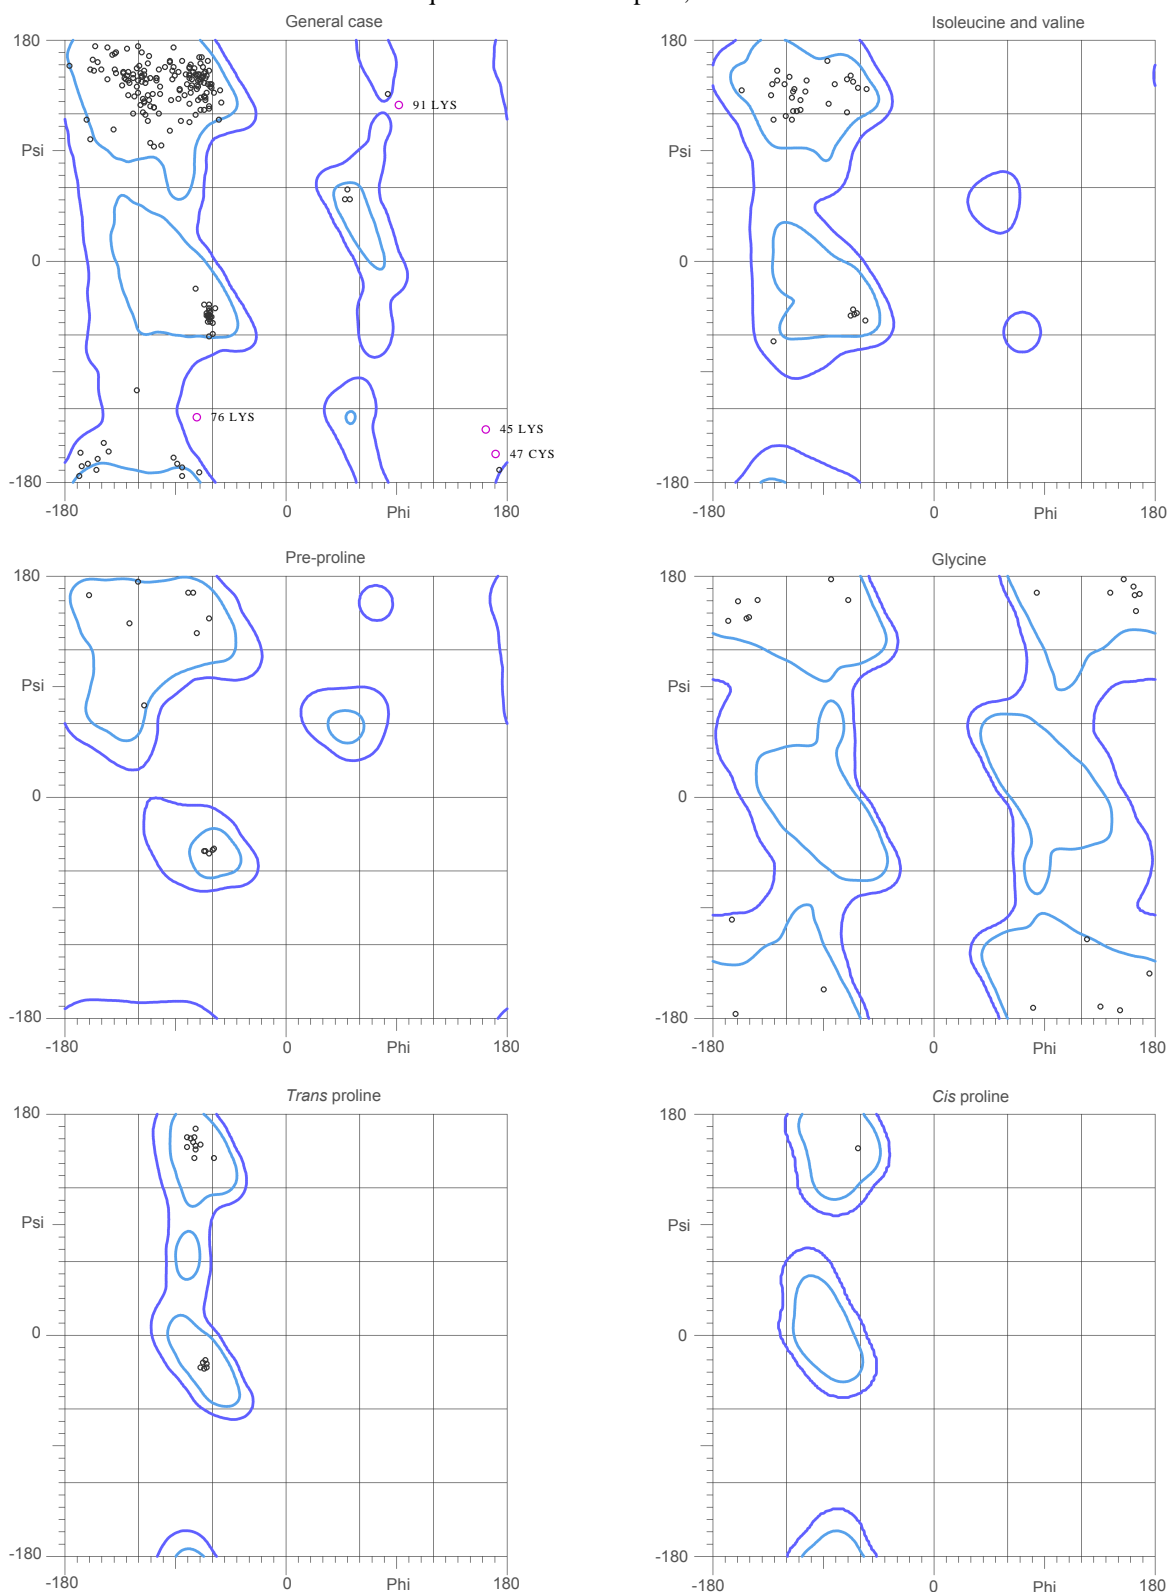 General case
Isoleucine and valine
180
Psi
0
-180
-180
0
Phi
180
91 LYS
76 LYS
45 LYS
47 CYS
180
Psi
0
-180
-180
0
Phi
180
Pre-proline
Glycine
180
Psi
0
-180
-180
0
Phi
180
180
Psi
0
-180
-180
0
Phi
180
Trans proline
Cis proline
180
Psi
0
-180
-180
0
Phi
180
180
Psi
0
-180
-180
0
Phi
180